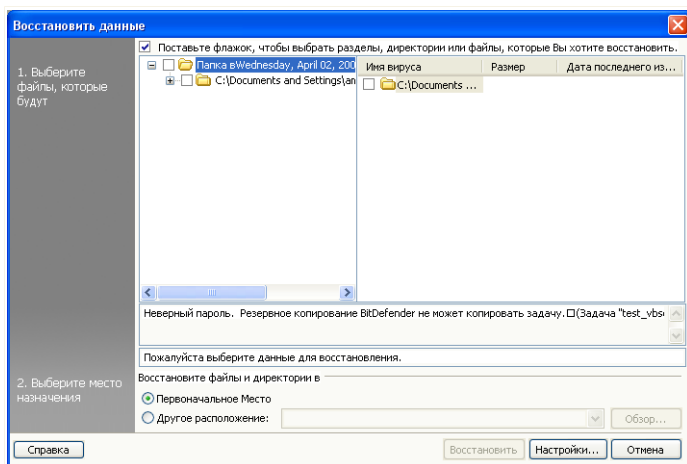 Восстановить данные
Поставьте флажок, чтобы выбрать разделы, директории или файлы, которые Вы хотите восстановить.
1. Выберите
файлы, которые
будут
Папка вWednesday, April 02, 200
C:\Documents and Settings\an
Имя вируса Размер Дата последнего из...
C:\Documents ...
Неверный пароль. Резервное копирование BitDefender не может копировать задачу.□(Задача "test_vbs
Пожалуйста выберите данные для восстановления.
2. Выберите место
назначения
Восстановите файлы и директории в
Первоначальное Место
Другое расположение:
Обзор...
Справка
Восстановить
Настройки...
Отмена